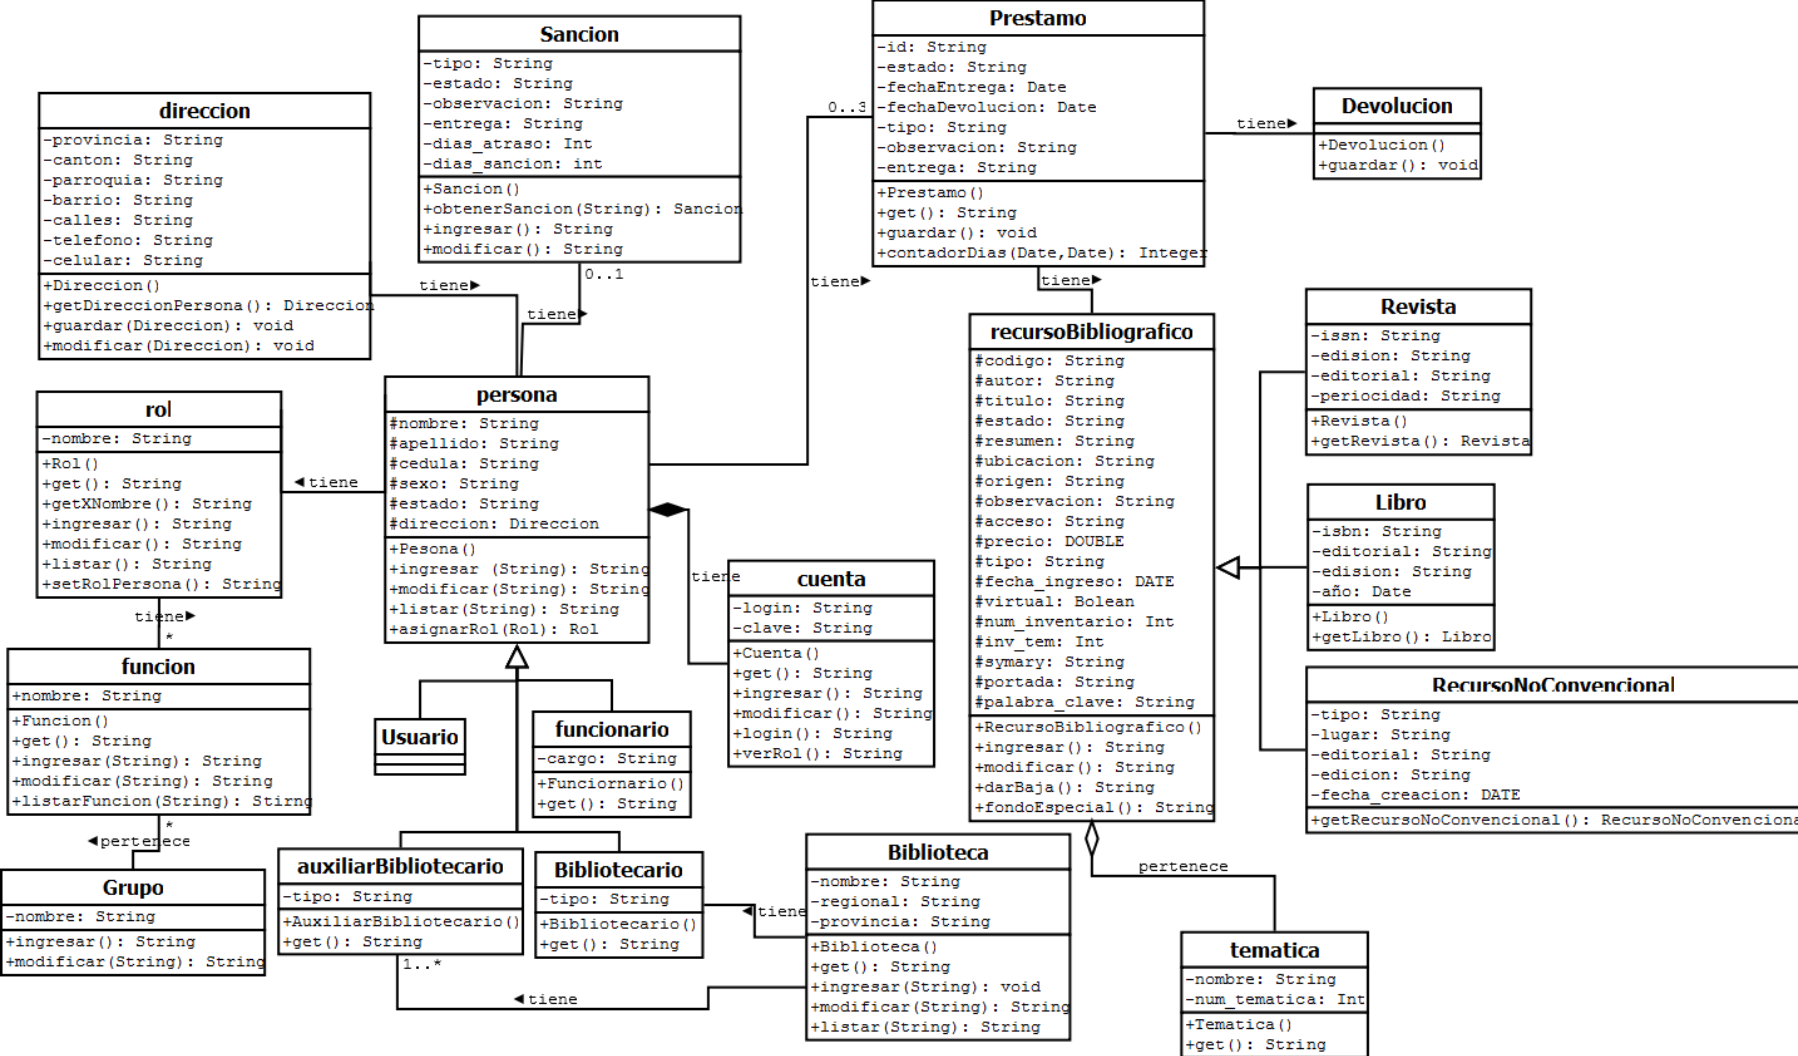 Sancion
-tipo: String
-estado: String
-observacion: String
-entrega: String
-dias_atraso: Int
-dias_sancion: int
+Sancion()
+obtenerSancion(String): Sancion
+ingresar(): String
+modificar(): String
0..1
tiene
Prestamo
-id: String
-estado: String
-fechaEntrega: Date
-fechaDevolucion: Date
-tipo: String
-observacion: String
-entrega: String
+Prestamo()
+get(): String
+guardar(): void
+contadorDias(Date,Date): Integer
0..3
tiene
tiene
tiene
Devolucion
+Devolucion()
+guardar(): void
direccion
-provincia: String
-canton: String
-parroquia: String
-barrio: String
-calles: String
-telefono: String
-celular: String
+Direccion()
+getDireccionPersona(): Direccion
+guardar(Direccion): void
+modificar(Direccion): void
tiene
rol
-nombre: String
+Rol()
+get(): String
+getXNombre(): String
+ingresar(): String
+modificar(): String
+listar(): String
+setRolPersona(): String
tiene
tiene
*
persona
#nombre: String
#apellido: String
#cedula: String
#sexo: String
#estado: String
#direccion: Direccion
+Pesona()
+ingresar (String): String
+modificar(String): String
+listar(String): String
+asignarRol(Rol): Rol
tiene
cuenta
-login: String
-clave: String
+Cuenta()
+get(): String
+ingresar(): String
+modificar(): String
+login(): String
+verRol(): String
recursoBibliografico
#codigo: String
#autor: String
#titulo: String
#estado: String
#resumen: String
#ubicacion: String
#origen: String
#observacion: String
#acceso: String
#precio: DOUBLE
#tipo: String
#fecha_ingreso: DATE
#virtual: Bolean
#num_inventario: Int
#inv_tem: Int
#symary: String
#portada: String
#palabra_clave: String
+RecursoBibliografico()
+ingresar(): String
+modificar(): String
+darBaja(): String
+fondoEspecial(): String
Revista
-issn: String
-edision: String
-editorial: String
-periocidad: String
+Revista()
+getRevista(): Revista
Libro
-isbn: String
-editorial: String
-edision: String
-año: Date
+Libro()
+getLibro(): Libro
RecursoNoConvencional
-tipo: String
-lugar: String
-editorial: String
-edicion: String
-fecha_creacion: DATE
+getRecursoNoConvencional(): RecursoNoConvenciona
funcion
+nombre: String
+Funcion()
+get(): String
+ingresar(String): String
+modificar(String): String
+listarFuncion(String): Stirng
*
pertenece
Grupo
-nombre: String
+ingresar(): String
+modificar(String): String
Usuario
funcionario
-cargo: String
+Funciornario()
+get(): String
auxiliarBibliotecario
-tipo: String
+AuxiliarBibliotecario()
+get(): String
1..*
tiene
Bibliotecario
-tipo: String
+Bibliotecario()
+get(): String
tiene
Biblioteca
-nombre: String
-regional: String
-provincia: String
+Biblioteca()
+get(): String
+ingresar(String): void
+modificar(String): String
+listar(String): String
pertenece
tematica
-nombre: String
-num_tematica: Int
+Tematica()
+get(): String